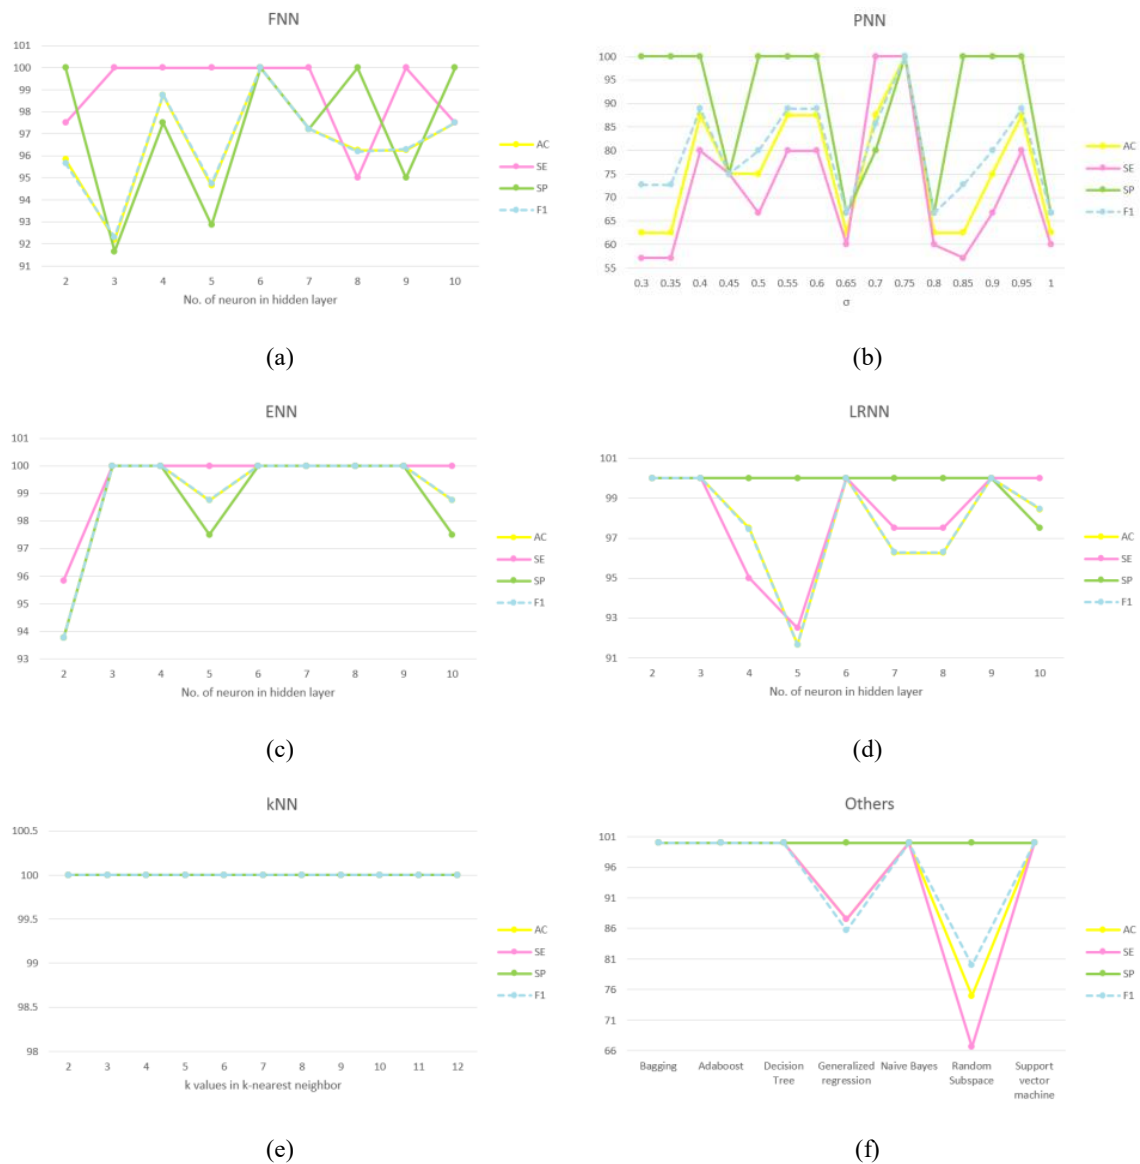 FNN
101
100
99
98
97
96
95
94
93
92
91
2 3 4 5 6 7 8 9 10
No. of neuron in hidden layer
AC
SE
SP
F1
(a)
PNN
100
95
90
85
80
75
70
65
60
55
0.3 0.35 0.4 0.45 0.5 0.55 0.6 0.65 0.7 0.75 0.8 0.85 0.9 0.95 1
σ
AC
SE
SP
F1
(b)
ENN
101
100
99
98
97
96
95
94
93
2 3 4 5 6 7 8 9 10
No. of neuron in hidden layer
AC
SE
SP
F1
(c)
LRNN
101
99
97
95
93
91
2 3 4 5 6 7 8 9 10
No. of neuron in hidden layer
AC
SE
SP
F1
(d)
kNN
100.5
100
99.5
99
98.5
98
2 3 4 5 6 7 8 9 10 11 12
k values in k-nearest neighbor
AC
SE
SP
F1
(e)
Others
101
96
91
86
81
76
71
66
Bagging Adaboost Decision Generalized Naive Bayes Random Support
Tree regression Subspace vector
machine
AC
SE
SP
F1
(f)